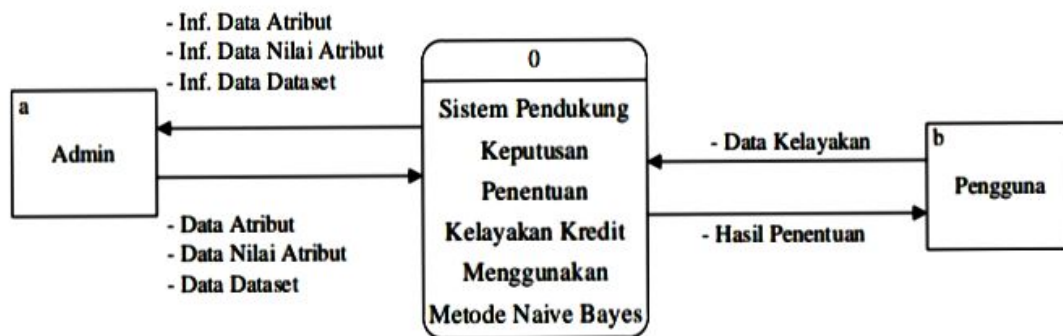 - Inf. Data Atribut
- Inf. Data Nilai Atribut
- Inf. Data Dataset
a
Admin
- Data Atribut
- Data Nilai Atribut
- Data Dataset
0
Sistem Pendukung
Keputusan
Penentuan
Kelayakan Kredit
Menggunakan
Metode Naive Bayes
- Data Kelayakan
- Hasil Penentuan
b
Pengguna